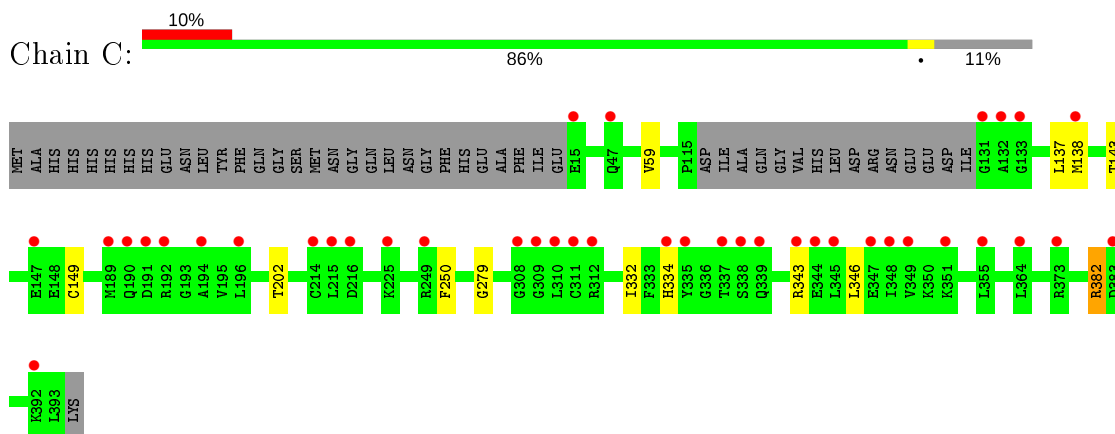 10%
Chain C:
86% • 11%
MET ALA HIS HIS HIS HIS HIS HIS GLU ASN LEU TYR PHE GLN GLY SER MET ASN GLY GLN LEU ASN GLY PHE HIS GLU ALA PHE ILE GLU E15 Q47 V59 P115 ASP ILE ALA GLN GLY VAL HIS LEU ASP ARG ASN GLU GLU ASP ILE G131 A132 G133 L137 M138 T143
E147 E148 C149 M189 Q190 D191 R192 G193 A194 V195 L196 T202 C214 L215 D216 K225 R249 F250 G279 G308 G309 L310 C311 R312 I332 F333 H334 Y335 G336 T337 S338 Q339 R343 E344 L345 L346 E347 I348 V349 K350 K351 L355 L364 R373 R382 D383
K392 L393 LYS